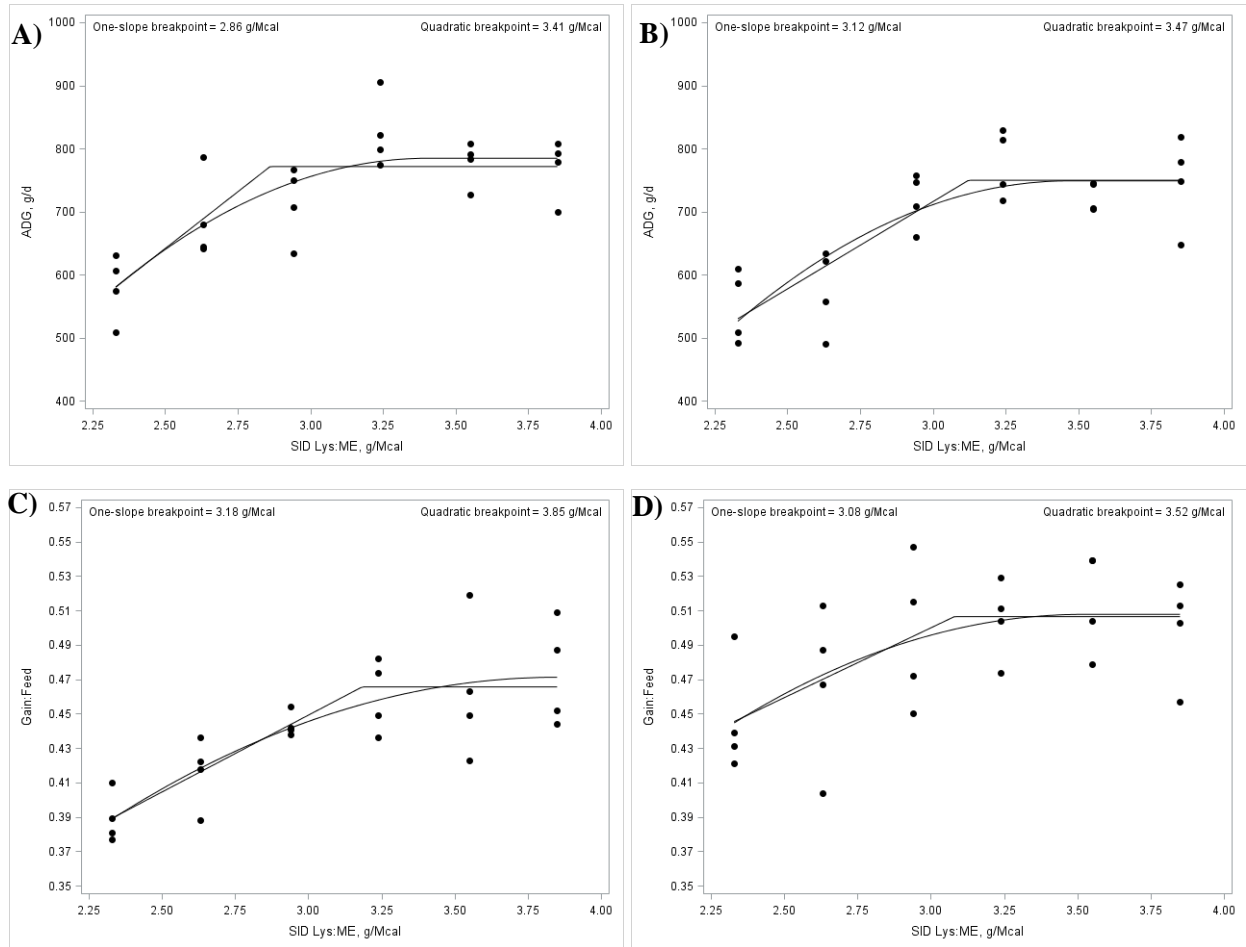 A)
One-slope breakpoint = 2.86 g/Mcal
Quadratic breakpoint = 3.41 g/Mcal
1000
900
800
700
600
500
400
ADG, g/d
2.25 2.50 2.75 3.00 3.25 3.50 3.75 4.00
SID Lys:ME, g/Mcal
B)
One-slope breakpoint = 3.12 g/Mcal
Quadratic breakpoint = 3.47 g/Mcal
1000
900
800
700
600
500
400
ADG, g/d
2.25 2.50 2.75 3.00 3.25 3.50 3.75 4.00
SID Lys:ME, g/Mcal
C)
One-slope breakpoint = 3.18 g/Mcal
Quadratic breakpoint = 3.85 g/Mcal
0.57
0.55
0.53
0.51
0.49
0.47
0.45
0.43
0.41
0.39
0.37
0.35
Gain:Feed
2.25 2.50 2.75 3.00 3.25 3.50 3.75 4.00
SID Lys:ME, g/Mcal
D)
One-slope breakpoint = 3.08 g/Mcal
Quadratic breakpoint = 3.52 g/Mcal
0.57
0.55
0.53
0.51
0.49
0.47
0.45
0.43
0.41
0.39
0.37
0.35
Gain:Feed
2.25 2.50 2.75 3.00 3.25 3.50 3.75 4.00
SID Lys:ME, g/Mcal